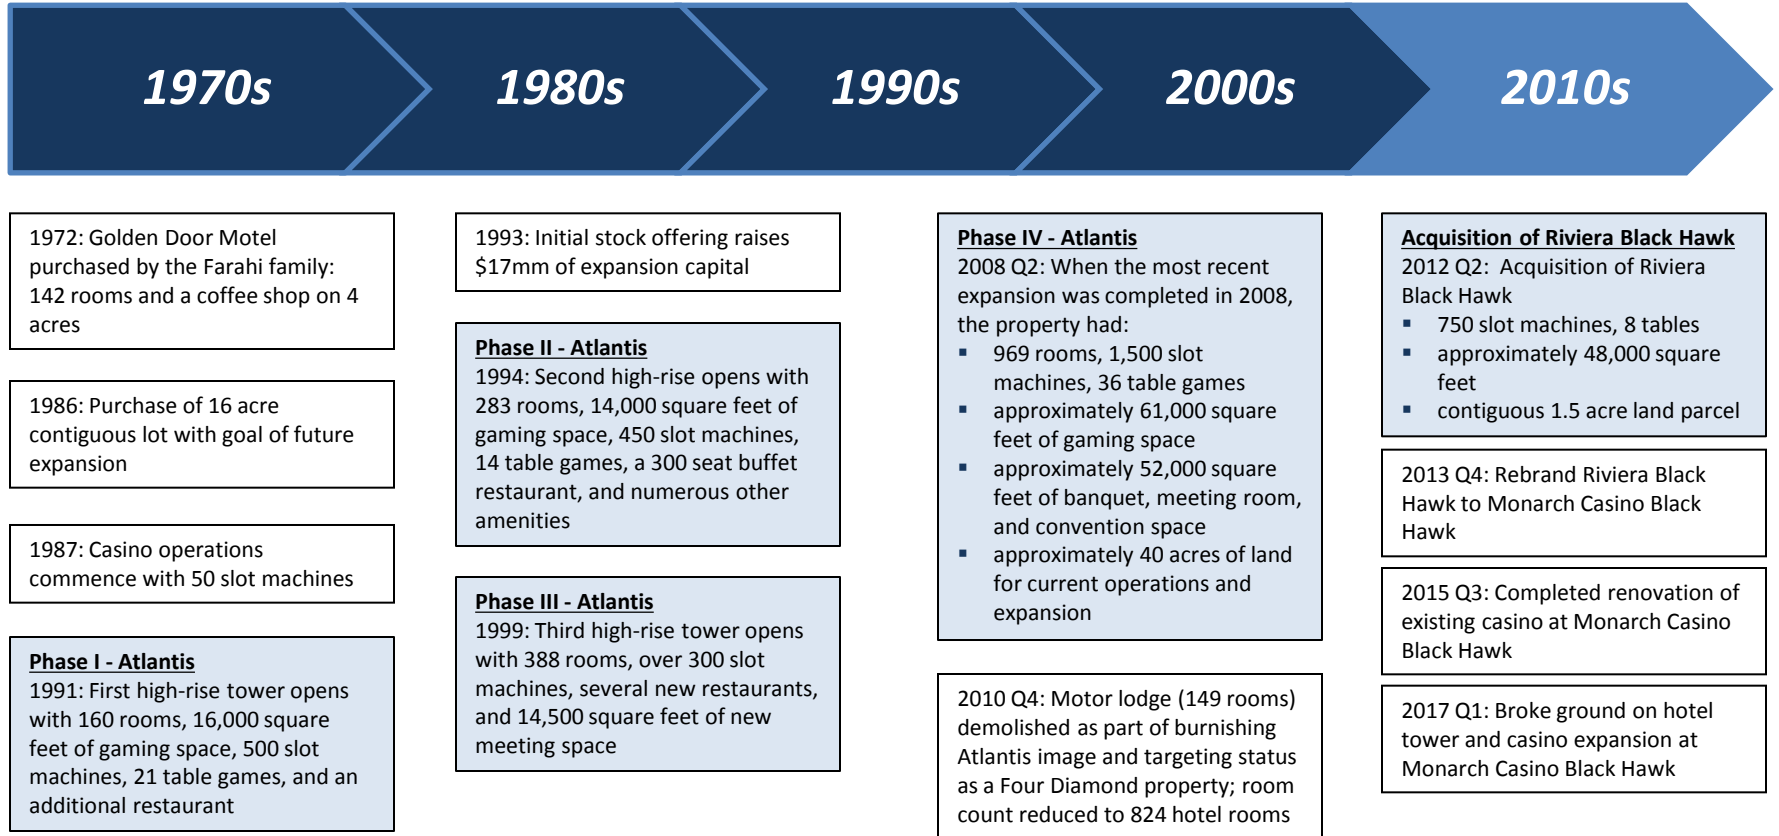 1970s
1980s
1990s
2000s
2010s
1972: Golden Door Motel
purchased by the Farahi family:
142 rooms and a coffee shop on 4
acres
1986: Purchase of 16 acre
contiguous lot with goal of future
expansion
1987: Casino operations
commence with 50 slot machines
Phase I - Atlantis
1991: First high-rise tower opens
with 160 rooms, 16,000 square
feet of gaming space, 500 slot
machines, 21 table games, and an
additional restaurant
1993: Initial stock offering raises
$17mm of expansion capital
Phase II - Atlantis
1994: Second high-rise opens with
283 rooms, 14,000 square feet of
gaming space, 450 slot machines,
14 table games, a 300 seat buffet
restaurant, and numerous other
amenities
Phase III - Atlantis
1999: Third high-rise tower opens
with 388 rooms, over 300 slot
machines, several new restaurants,
and 14,500 square feet of new
meeting space
Phase IV - Atlantis
2008 Q2: When the most recent
expansion was completed in 2008,
the property had:
▪ 969 rooms, 1,500 slot
machines, 36 table games
▪ approximately 61,000 square
feet of gaming space
▪ approximately 52,000 square
feet of banquet, meeting room,
and convention space
▪ approximately 40 acres of land
for current operations and
expansion
2010 Q4: Motor lodge (149 rooms)
demolished as part of burnishing
Atlantis image and targeting status
as a Four Diamond property; room
count reduced to 824 hotel rooms
Acquisition of Riviera Black Hawk
2012 Q2: Acquisition of Riviera
Black Hawk
▪ 750 slot machines, 8 tables
▪ approximately 48,000 square
feet
▪ contiguous 1.5 acre land parcel
2013 Q4: Rebrand Riviera Black
Hawk to Monarch Casino Black
Hawk
2015 Q3: Completed renovation of
existing casino at Monarch Casino
Black Hawk
2017 Q1: Broke ground on hotel
tower and casino expansion at
Monarch Casino Black Hawk